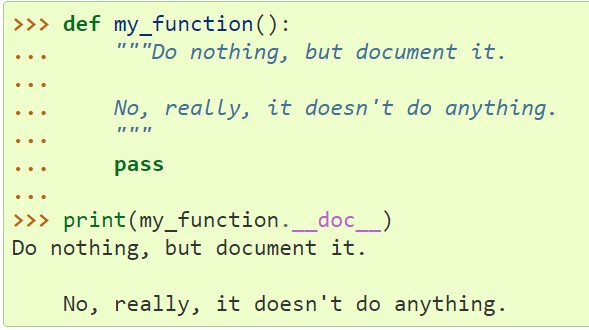 >>> def my_function():
...     """Do nothing, but document it.
...
...     No, really, it doesn't do anything.
...     """
...     pass
...
>>> print(my_function.__doc__)
Do nothing, but document it.

    No, really, it doesn't do anything.